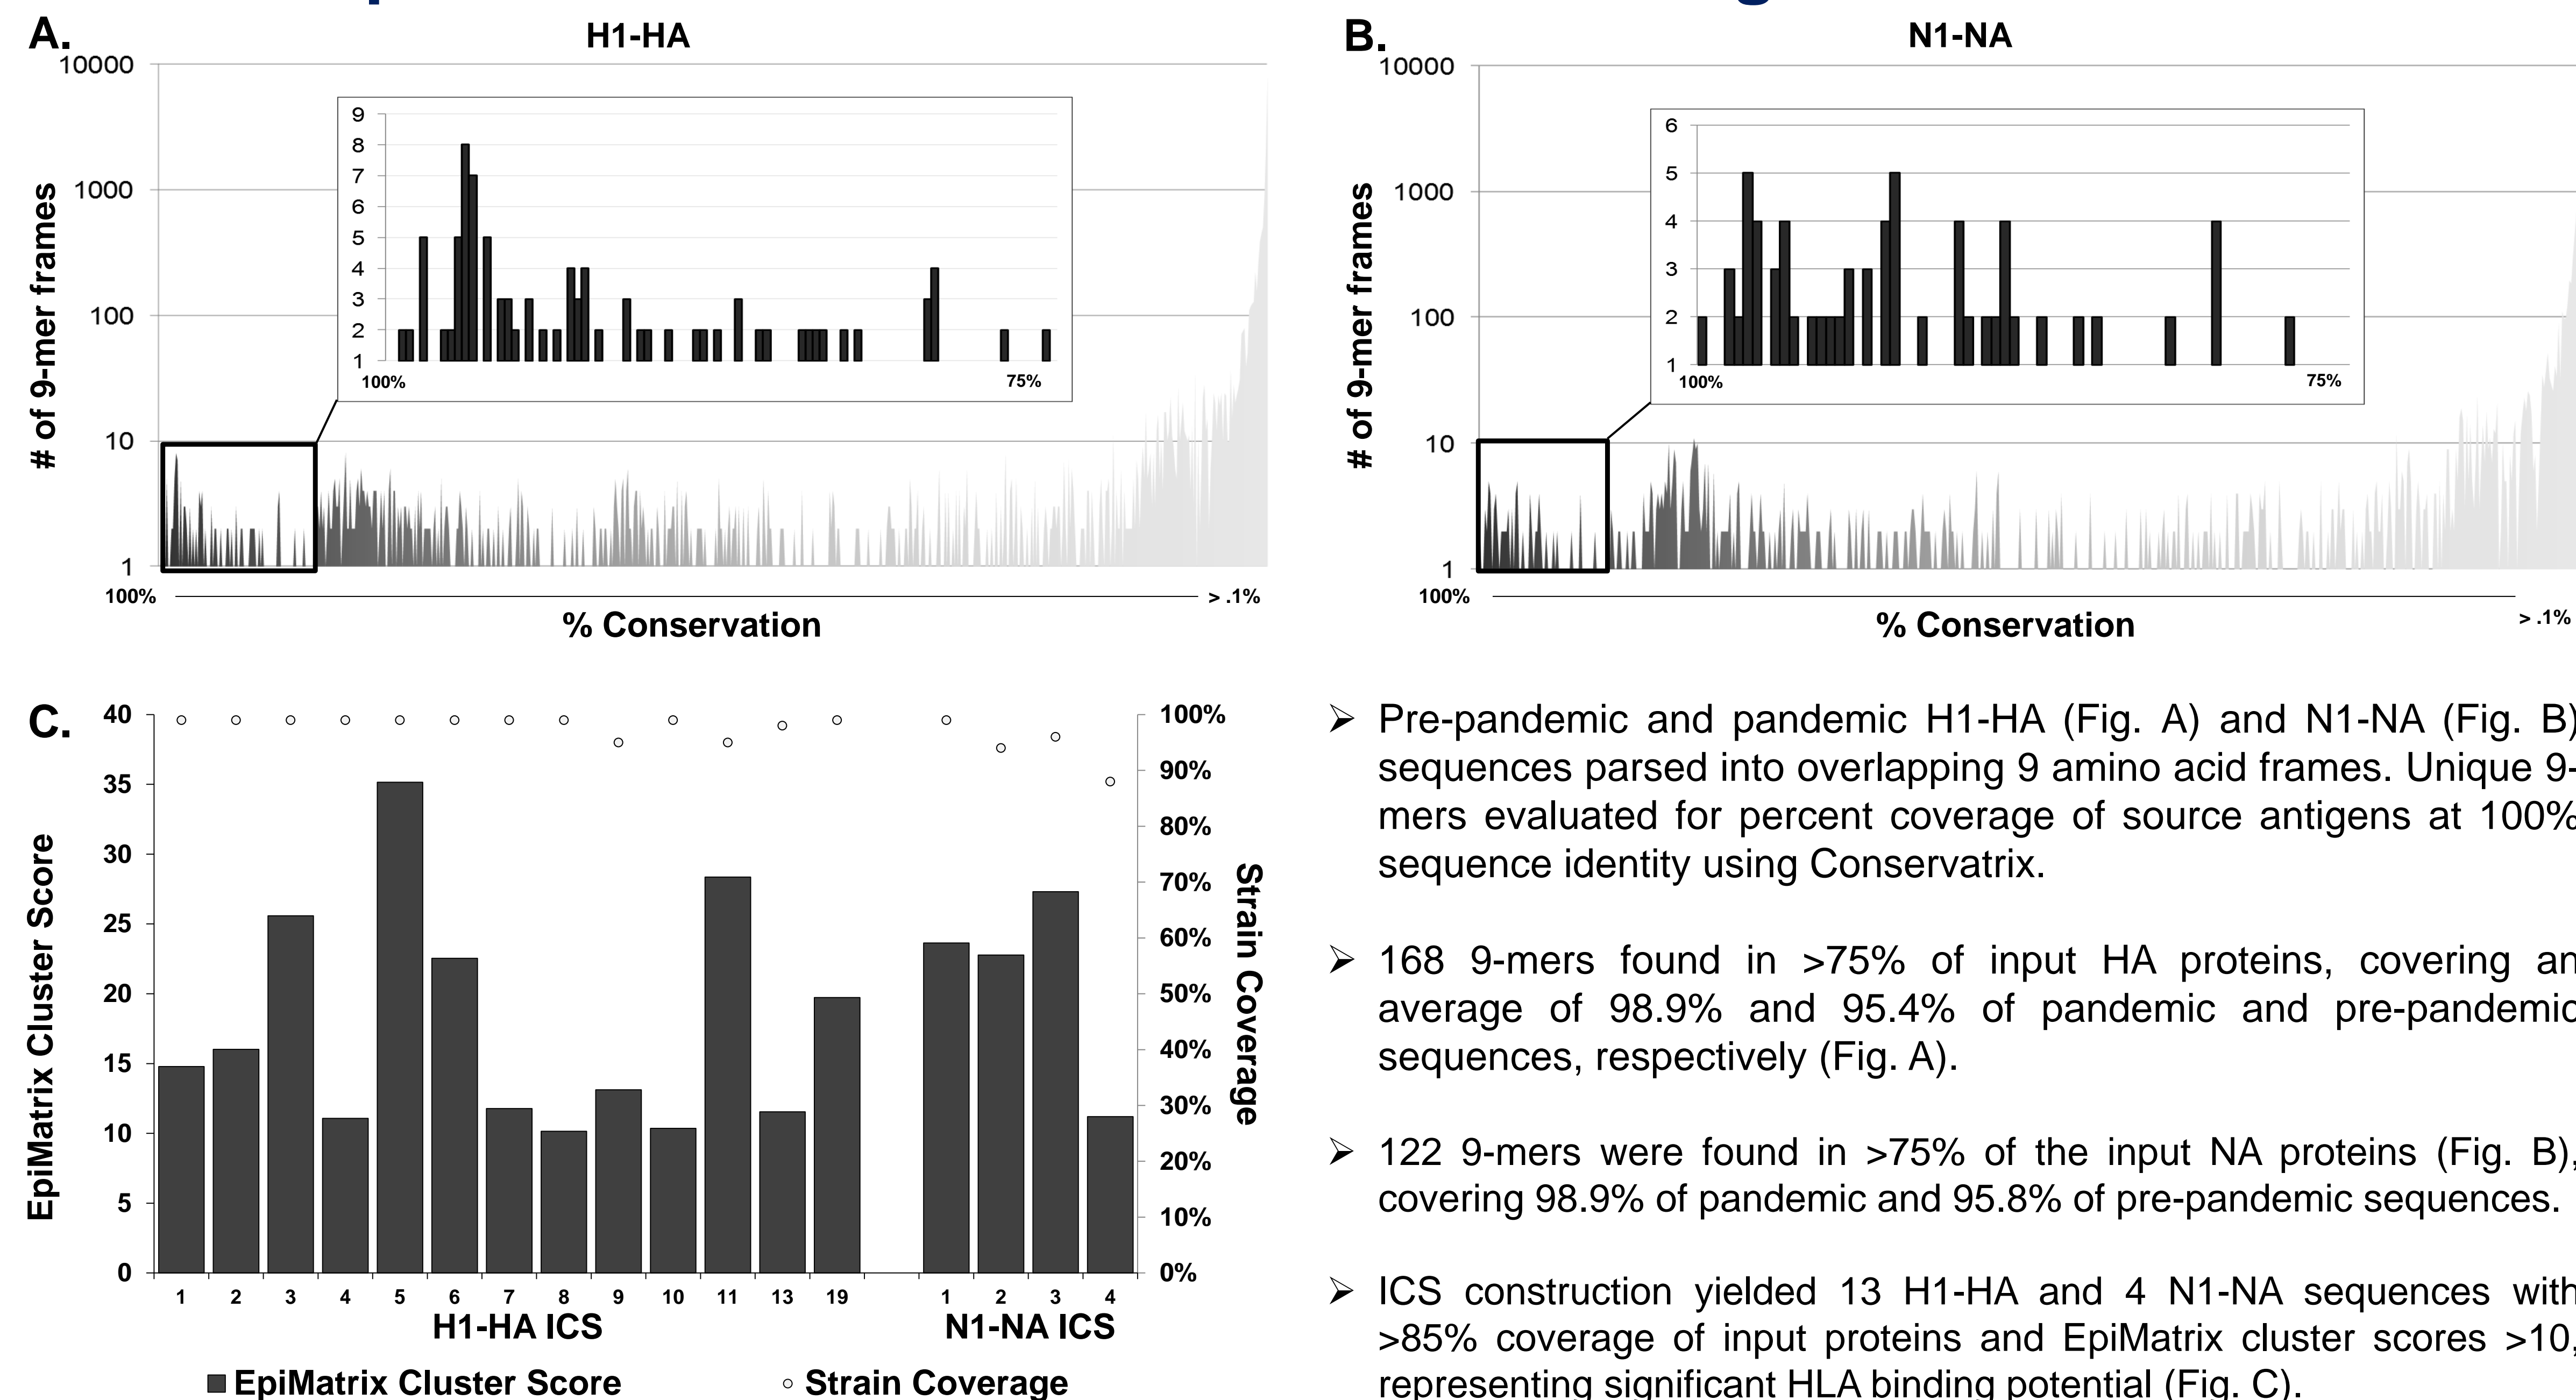 A.
H1-HA
10000
1000
100
10
1
# of 9-mer frames
9
8
7
6
5
4
3
2
1
100%
75%
100%
> .1%
% Conservation
B.
N1-NA
10000
1000
100
10
1
# of 9-mer frames
6
5
4
3
2
1
100%
75%
100%
> .1%
% Conservation
C.
40
35
30
25
20
15
10
5
0
EpiMatrix Cluster Score
100%
90%
80%
70%
60%
50%
40%
30%
20%
10%
0%
Strain Coverage
1 2 3 4 5 6 7 8 9 10 11 13 19 1 2 3 4
H1-HA ICS N1-NA ICS
EpiMatrix Cluster Score Strain Coverage
➢ Pre-pandemic and pandemic H1-HA (Fig. A) and N1-NA (Fig. B)
sequences parsed into overlapping 9 amino acid frames. Unique 9-
mers evaluated for percent coverage of source antigens at 100%
sequence identity using Conservatrix.
➢ 168 9-mers found in >75% of input HA proteins, covering an
average of 98.9% and 95.4% of pandemic and pre-pandemic
sequences, respectively (Fig. A).
➢ 122 9-mers were found in >75% of the input NA proteins (Fig. B),
covering 98.9% of pandemic and 95.8% of pre-pandemic sequences.
➢ ICS construction yielded 13 H1-HA and 4 N1-NA sequences with
>85% coverage of input proteins and EpiMatrix cluster scores >10,
representing significant HLA binding potential (Fig. C).